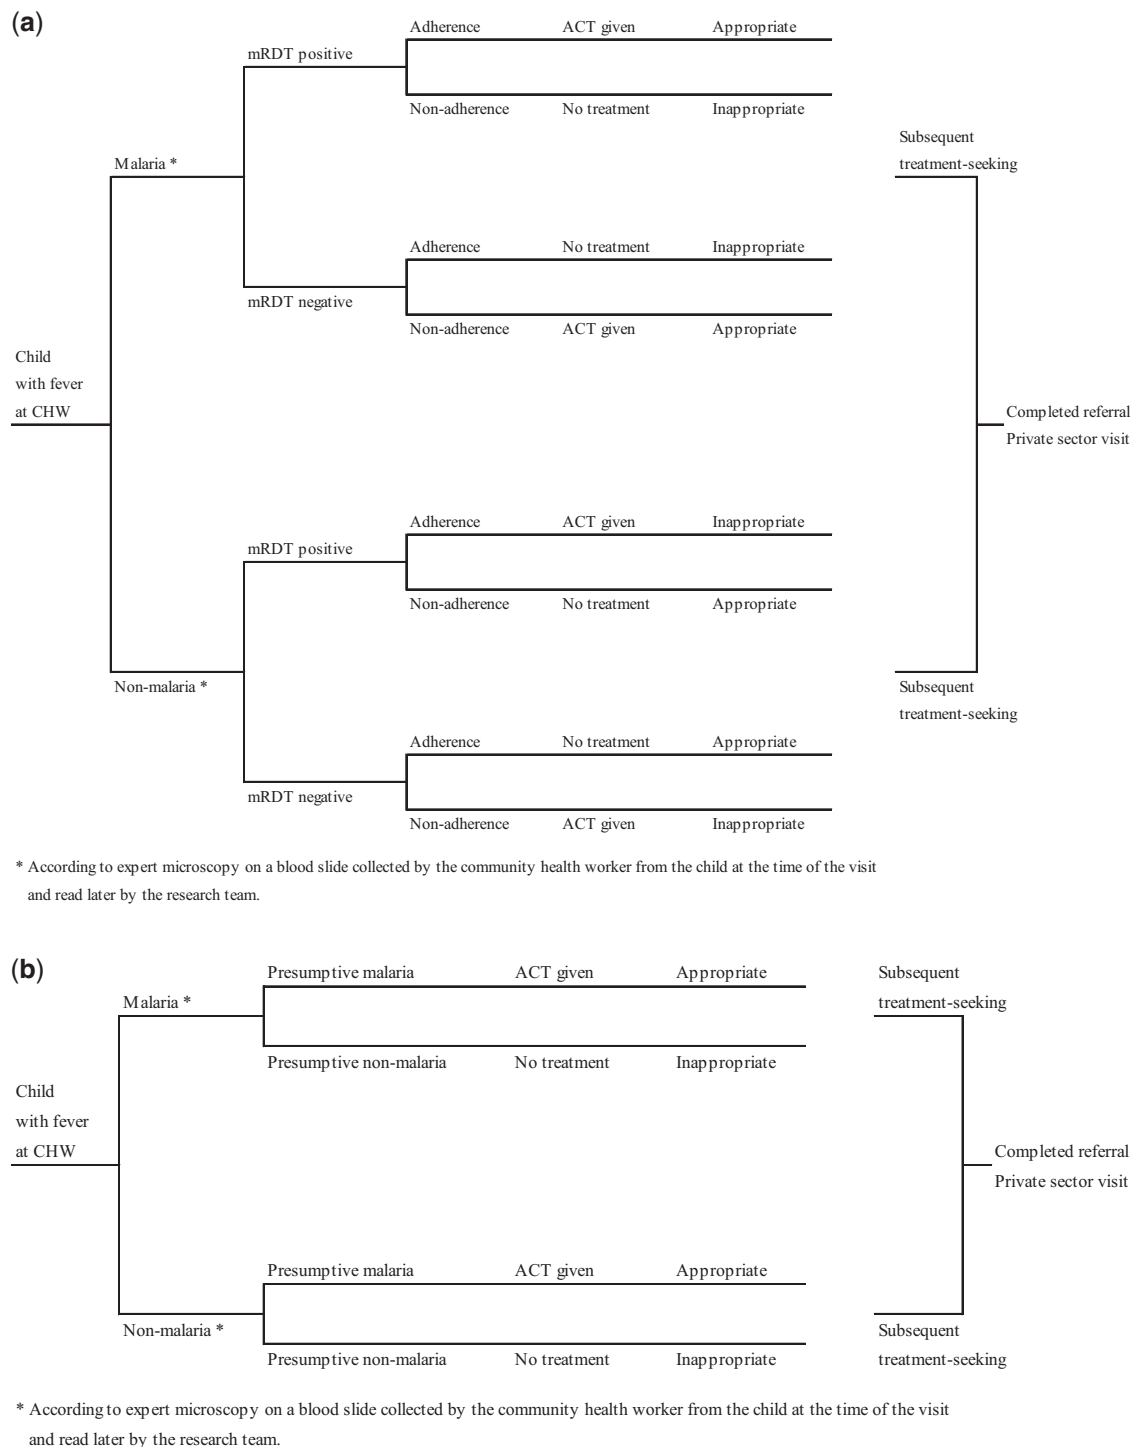 (a)
Adherence ACT given Appropriate
mRDT positive
Non-adherence No treatment Inappropriate
Subsequent
Malaria * treatment-seeking
Adherence No treatment Inappropriate
mRDT negative
Non-adherence ACT given Appropriate
Child
with fever
at CHW Completed referral
Private sector visit
Adherence ACT given Inappropriate
mRDT positive
Non-adherence No treatment Appropriate
Non-malaria * Subsequent
treatment-seeking
Adherence No treatment Appropriate
mRDT negative
Non-adherence ACT given Inappropriate
* According to expert microscopy on a blood slide collected by the community health worker from the child at the time of the visit
and read later by the research team.
(b)
Presumptive malaria ACT given Appropriate Subsequent
Malaria * treatment-seeking
Presumptive non-malaria No treatment Inappropriate
Child
with fever
at CHW Completed referral
Private sector visit
Presumptive malaria ACT given Appropriate
Non-malaria * Subsequent
Presumptive non-malaria No treatment Inappropriate treatment-seeking
* According to expert microscopy on a blood slide collected by the community health worker from the child at the time of the visit
and read later by the research team.